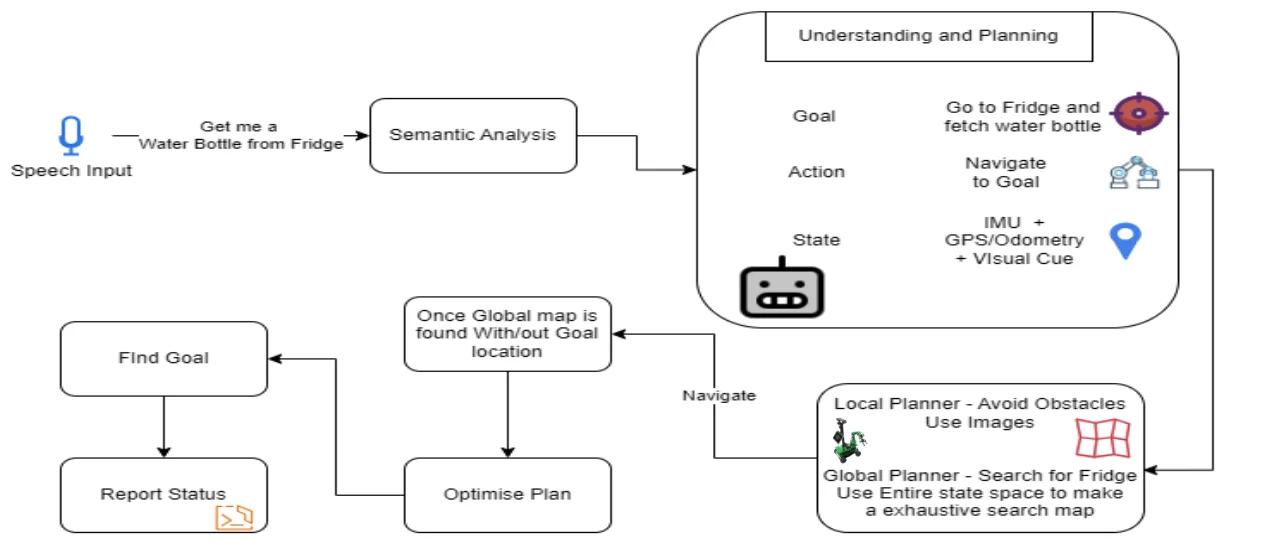 Understanding and Planning
Get me a
Water Bottle from Fridge
Speech Input
Semantic Analysis
Goal
Go to Fridge and
fetch water bottle
Action
Navigate
to Goal
State
IMU +
GPS/Odometry
+ VIsual Cue
Local Planner - Avoid Obstacles
Use Images
Global Planner - Search for Fridge
Use Entire state space to make
a exhaustive search map
Navigate
Once Global map is
found With/out Goal
location
Optimise Plan
FInd Goal
Report Status